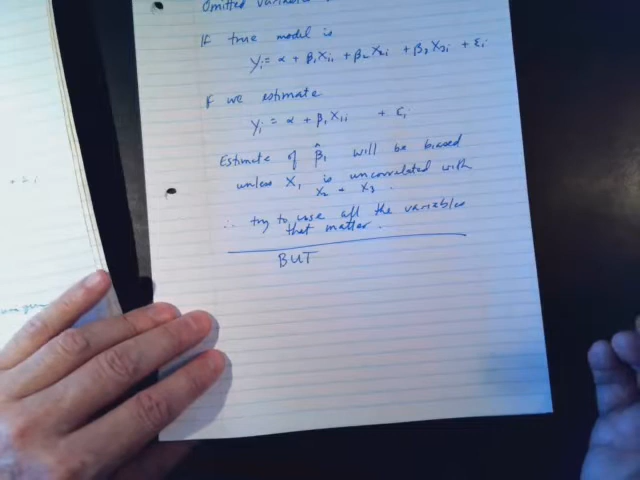 Omitted Variable
If true model is
Yi = α + β1X1i + β2X2i + β3X3i + εi
If we estimate
Yi = α + β1X1i + εi
Estimate of β̂1 will be biased
unless X1 is uncorrelated with
X2 + X3.
∴ try to use all the variables
that matter.
BUT